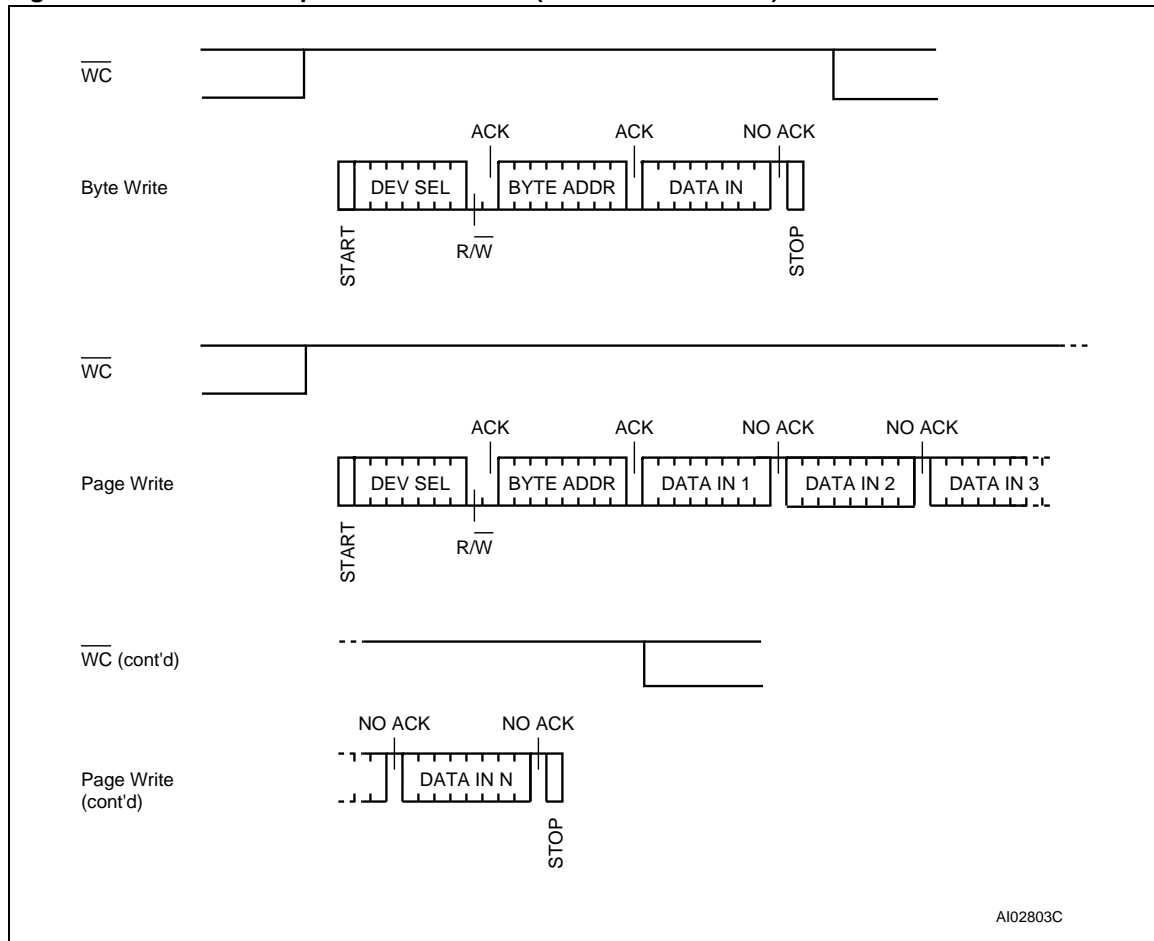 WC
ACK ACK NO ACK
Byte Write DEV SEL BYTE ADDR DATA IN
START R/W STOP
WC
ACK ACK NO ACK NO ACK
Page Write DEV SEL BYTE ADDR DATA IN 1 DATA IN 2 DATA IN 3
START R/W
WC (cont'd)
NO ACK NO ACK
Page Write DATA IN N
(cont'd)
STOP
AI02803C